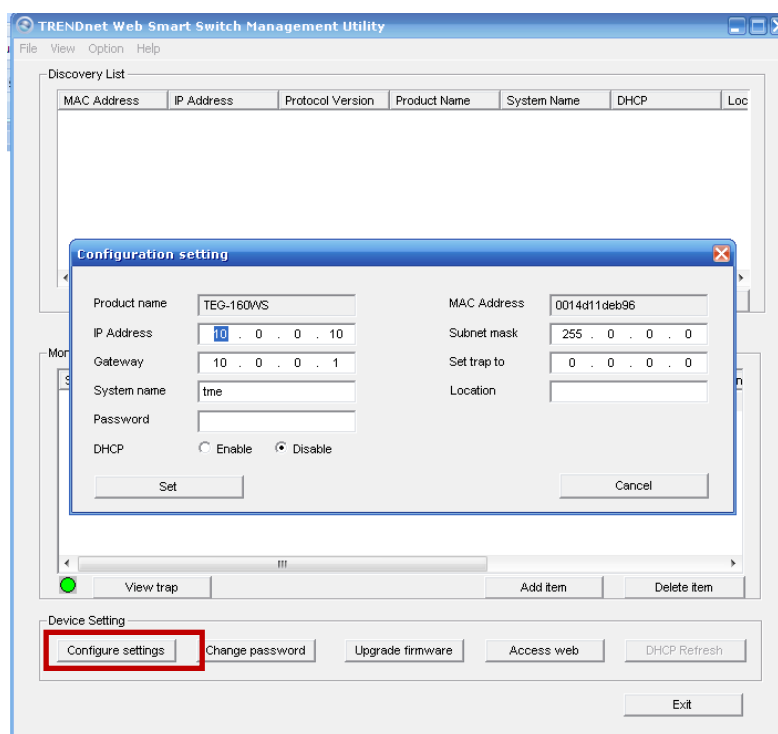 TRENDnet Web Smart Switch Management Utility
File View Option Help
Discovery List
MAC Address IP Address Protocol Version Product Name System Name DHCP Loc
Configuration setting
Product name TEG-160WS MAC Address 0014d11deb96
IP Address 10 . 0 . 0 . 10 Subnet mask 255 . 0 . 0 . 0
Mon
Gateway 10 . 0 . 0 . 1 Set trap to 0 . 0 . 0 . 0
S n
System name tme Location
Password
DHCP Enable Disable
Set Cancel
View trap Add item Delete item
Device Setting
Configure settings Change password Upgrade firmware Access web DHCP Refresh
Exit